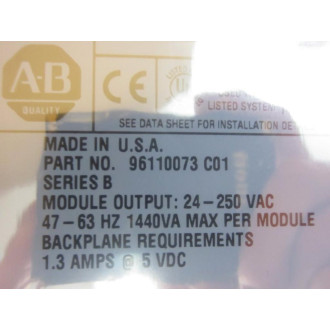 A-B
QUALITY
CE
LISTED SYSTEM
SEE DATA SHEET FOR INSTALLATION
MADE IN U.S.A.
PART NO. 96110073 C01
SERIES B
MODULE OUTPUT: 24-250 VAC
47-63 HZ 1440VA MAX PER MODULE
BACKPLANE REQUIREMENTS
1.3 AMPS @ 5 VDC